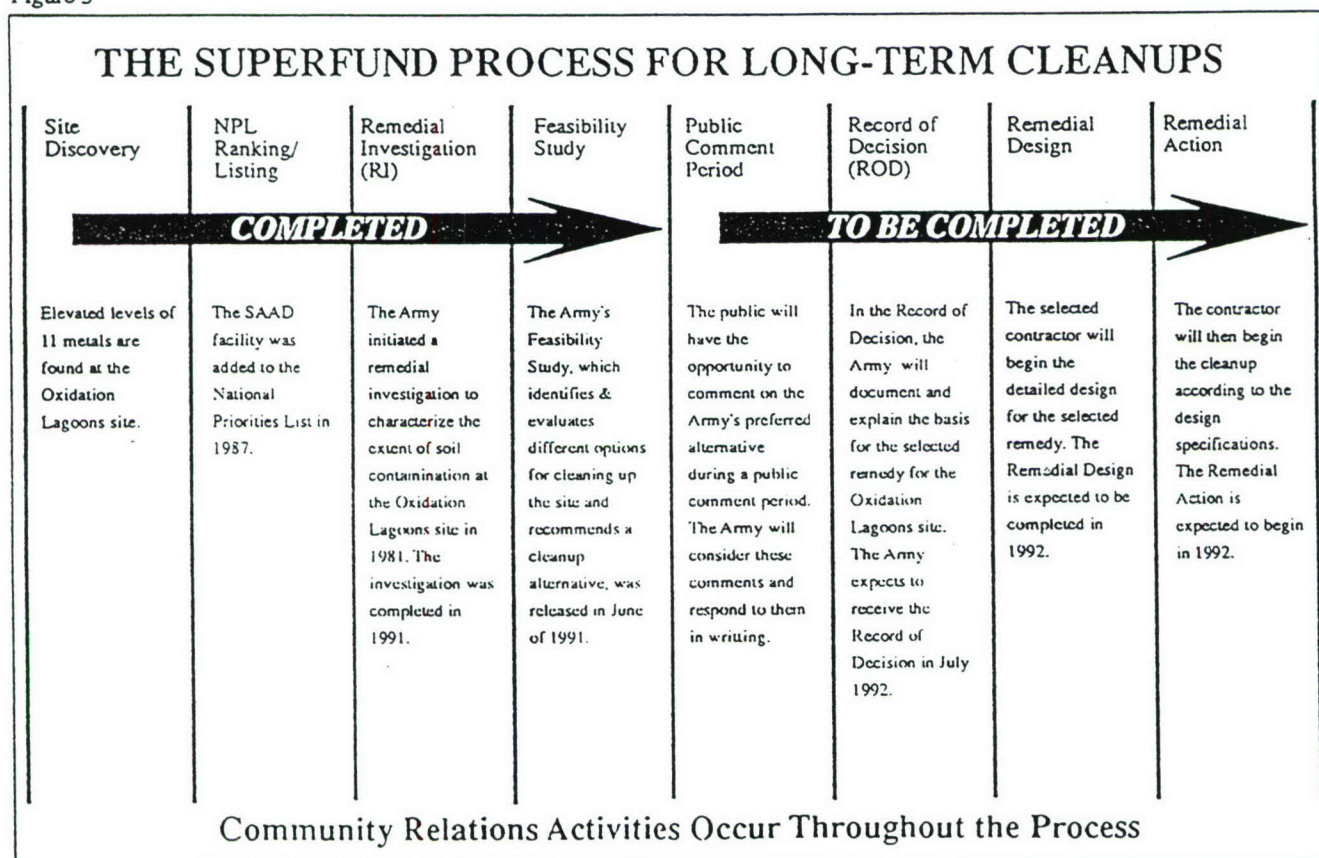 Figure 3
THE SUPERFUND PROCESS FOR LONG-TERM CLEANUPS
Site
Discovery
NPL
Ranking/
Listing
Remedial
Investigation
(RI)
Feasibility
Study
Public
Comment
Period
Record of
Decision
(ROD)
Remedial
Design
Remedial
Action
COMPLETED
TO BE COMPLETED
Elevated levels of
11 metals are
found at the
Oxidation
Lagoons site.
The SAAD
facility was
added to the
National
Priorities List in
1987.
The Army
initiated a
remedial
investigation to
characterize the
extent of soil
contamination at
the Oxidation
Lagoons site in
1981. The
investigation was
completed in
1991.
The Army's
Feasibility
Study, which
identifies &
evaluates
different options
for cleaning up
the site and
recommends a
cleanup
alternative, was
released in June
of 1991.
The public will
have the
opportunity to
comment on the
Army's preferred
alternative
during a public
comment period.
The Army will
consider these
comments and
respond to them
in writting.
In the Record of
Decision, the
Army will
document and
explain the basis
for the selected
remedy for the
Oxidation
Lagoons site.
The Army
expects to
receive the
Record of
Decision in July
1992.
The selected
contractor will
begin the
detailed design
for the selected
remedy. The
Remedial Design
is expected to be
completed in
1992.
The contractor
will then begin
the cleanup
according to the
design
specifications.
The Remedial
Action is
expected to begin
in 1992.
Community Relations Activities Occur Throughout the Process